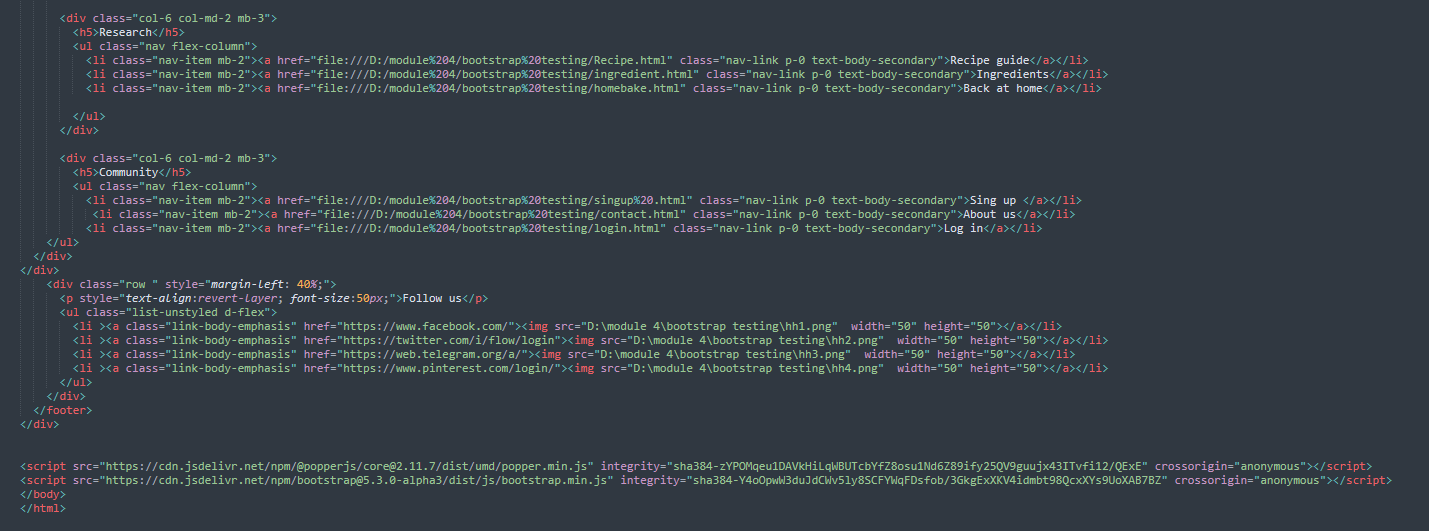 <div class="col-6 col-md-2 mb-3">
<h5>Research</h5>
<ul class="nav flex-column">
<li class="nav-item mb-2"><a href="file:///D:/module%204/bootstrap%20testing/Recipe.html" class="nav-link p-0 text-body-secondary">Recipe guide</a></li>
<li class="nav-item mb-2"><a href="file:///D:/module%204/bootstrap%20testing/ingredient.html" class="nav-link p-0 text-body-secondary">Ingredients</a></li>
<li class="nav-item mb-2"><a href="file:///D:/module%204/bootstrap%20testing/homebake.html" class="nav-link p-0 text-body-secondary">Back at home</a></li>
</ul>
</div>
<div class="col-6 col-md-2 mb-3">
<h5>Community</h5>
<ul class="nav flex-column">
<li class="nav-item mb-2"><a href="file:///D:/module%204/bootstrap%20testing/singup%20.html" class="nav-link p-0 text-body-secondary">Sing up </a></li>
<li class="nav-item mb-2"><a href="file:///D:/module%204/bootstrap%20testing/contact.html" class="nav-link p-0 text-body-secondary">About us</a></li>
<li class="nav-item mb-2"><a href="file:///D:/module%204/bootstrap%20testing/login.html" class="nav-link p-0 text-body-secondary">Log in</a></li>
</ul>
</div>
</div>
<div class="row " style="margin-left: 40%;">
<p style="text-align:revert-layer; font-size:50px;">Follow us</p>
<ul class="list-unstyled d-flex">
<li ><a class="link-body-emphasis" href="https://www.facebook.com/"><img src="D:\module 4\bootstrap testing\hh1.png"  width="50" height="50"></a></li>
<li ><a class="link-body-emphasis" href="https://twitter.com/i/flow/login"><img src="D:\module 4\bootstrap testing\hh2.png"  width="50" height="50"></a></li>
<li ><a class="link-body-emphasis" href="https://web.telegram.org/a/"><img src="D:\module 4\bootstrap testing\hh3.png"  width="50" height="50"></a></li>
<li ><a class="link-body-emphasis" href="https://www.pinterest.com/login/"><img src="D:\module 4\bootstrap testing\hh4.png"  width="50" height="50"></a></li>
</ul>
</div>
</footer>
</div>
<script src="https://cdn.jsdelivr.net/npm/@popperjs/core@2.11.7/dist/umd/popper.min.js" integrity="sha384-zYPOMqeu1DAVkHiLqWBUTcbYfZ8osu1Nd6Z89ify25QV9guujx43ITvfi12/QExE" crossorigin="anonymous"></script>
<script src="https://cdn.jsdelivr.net/npm/bootstrap@5.3.0-alpha3/dist/js/bootstrap.min.js" integrity="sha384-Y4oOpwW3duJdCWv5ly8SCFYWqFDsfob/3GkgExXKV4idmbt98QcxXYs9UoXAB7BZ" crossorigin="anonymous"></script>
</body>
</html>